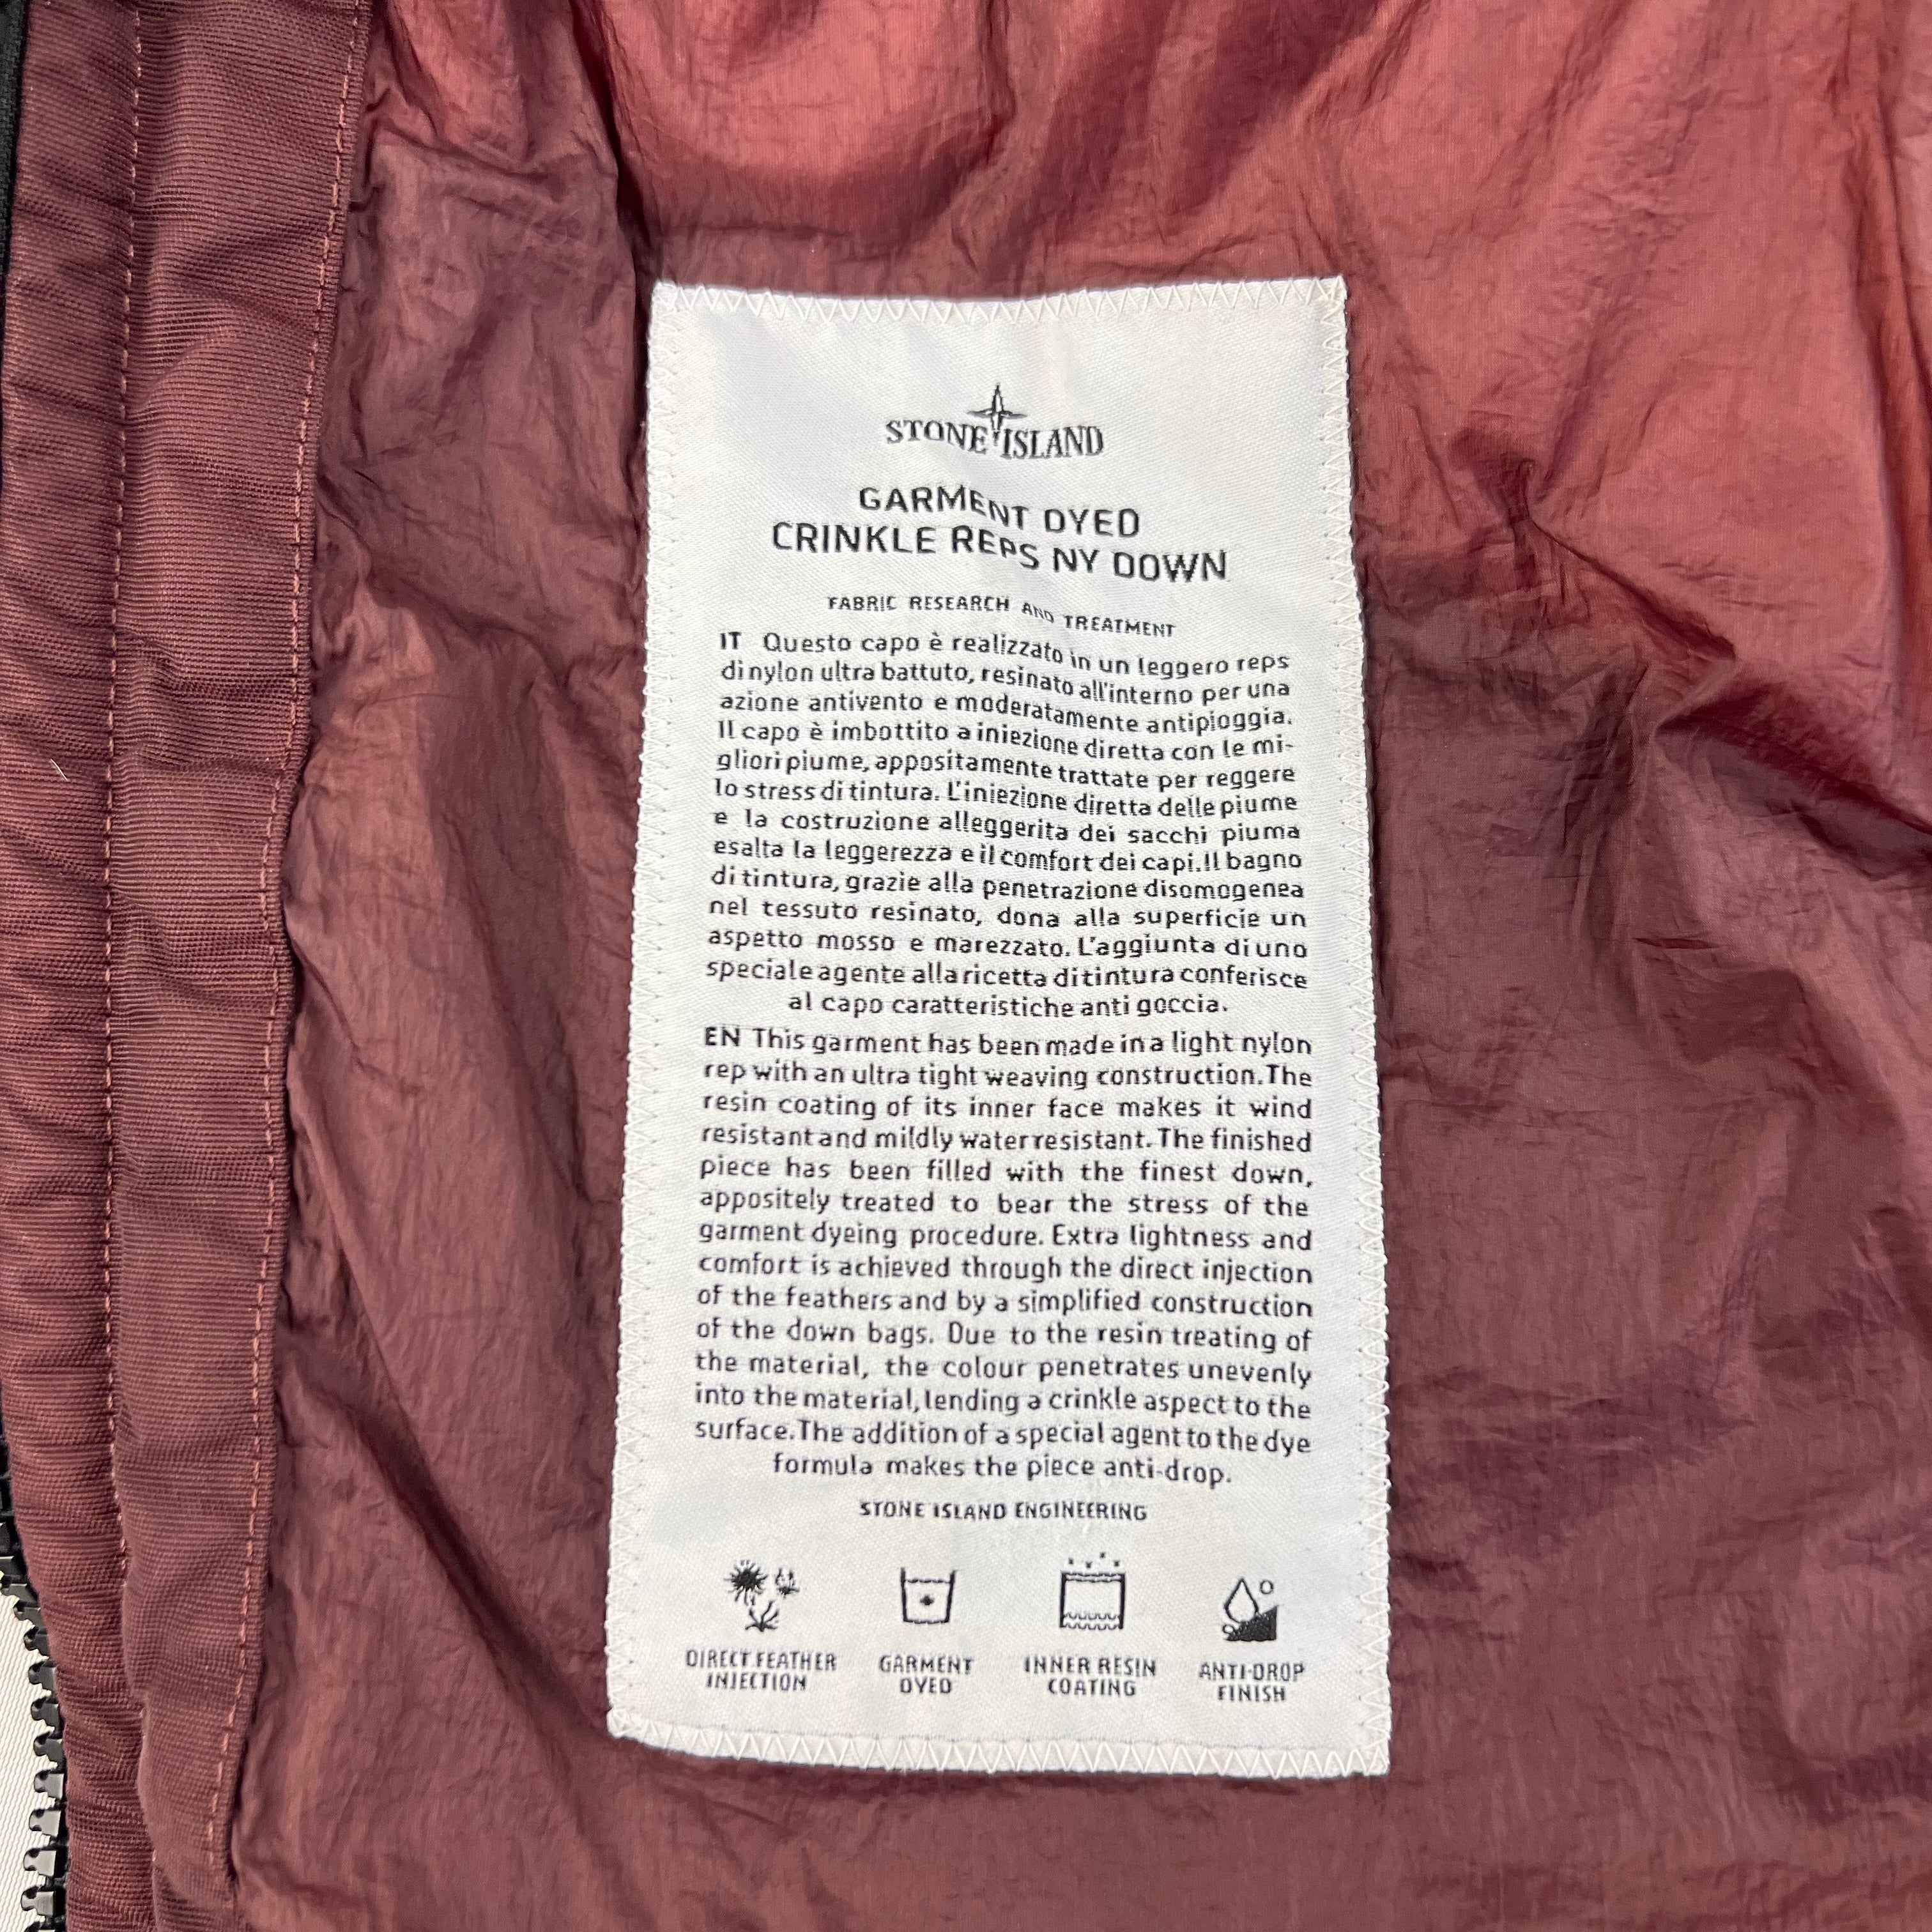 STONE ISLAND
GARMENT DYED
CRINKLE REPS NY DOWN
FABRIC RESEARCH AND TREATMENT
IT Questo capo è realizzato in un leggero reps
di nylon ultra battuto, resinato all'interno per una
azione antivento e moderatamente antipioggia.
Il capo è imbottito a iniezione diretta con le mi-
gliori piume, appositamente trattate per reggere
lo stress di tintura. L'iniezione diretta delle piume
e la costruzione alleggerita dei sacchi piuma
esalta la leggerezza e il comfort dei capi. Il bagno
di tintura, grazie alla penetrazione disomogenea
nel tessuto resinato, dona alla superficie un
aspetto mosso e marezzato. L'aggiunta di uno
speciale agente alla ricetta di tintura conferisce
al capo caratteristiche anti goccia.
EN This garment has been made in a light nylon
rep with an ultra tight weaving construction. The
resin coating of its inner face makes it wind
resistant and mildly water resistant. The finished
piece has been filled with the finest down,
appositely treated to bear the stress of the
garment dyeing procedure. Extra lightness and
comfort is achieved through the direct injection
of the feathers and by a simplified construction
of the down bags. Due to the resin treating of
the material, the colour penetrates unevenly
into the material, lending a crinkle aspect to the
surface. The addition of a special agent to the dye
formula makes the piece anti-drop.
STONE ISLAND ENGINEERING
DIRECT FEATHER INJECTION
GARMENT DYED
INNER RESIN COATING
ANTI-DROP FINISH